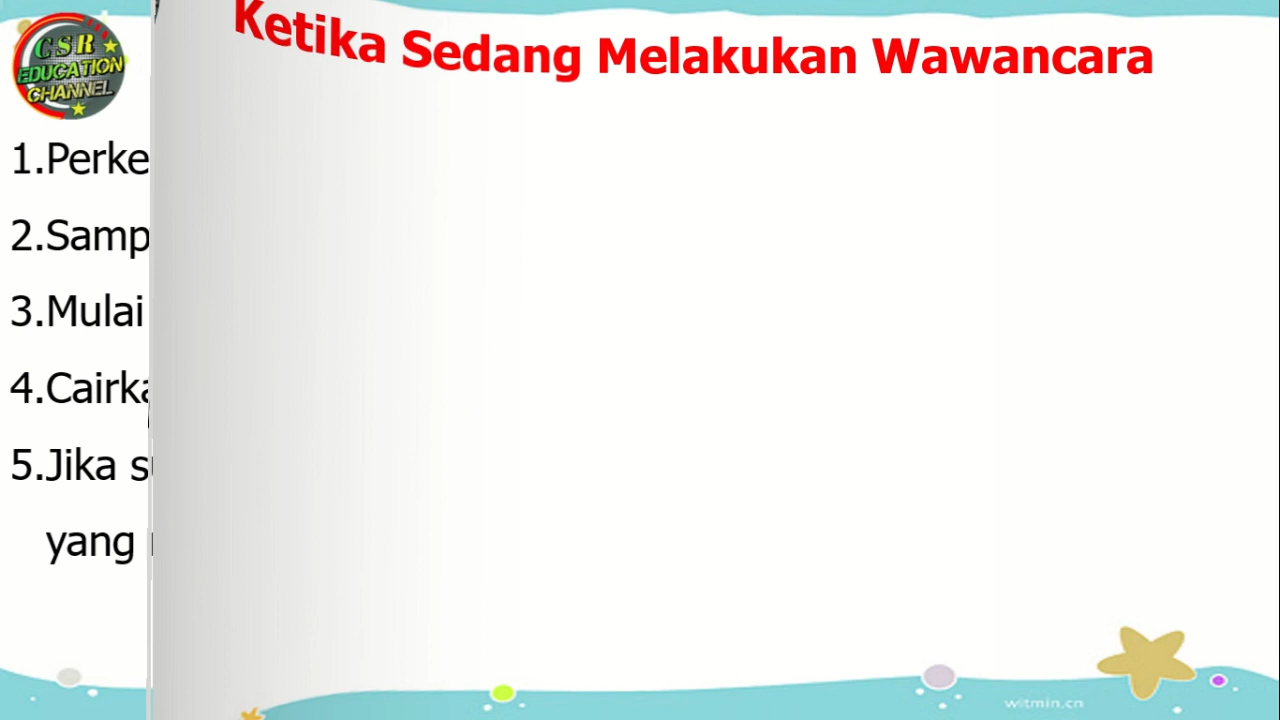 Ketika Sedang Melakukan Wawancara
CSR
EDUCATION
CHANNEL
1.Perke
2.Samp
3.Mulai
4.Cairka
5.Jika s
yang
witmin.cn